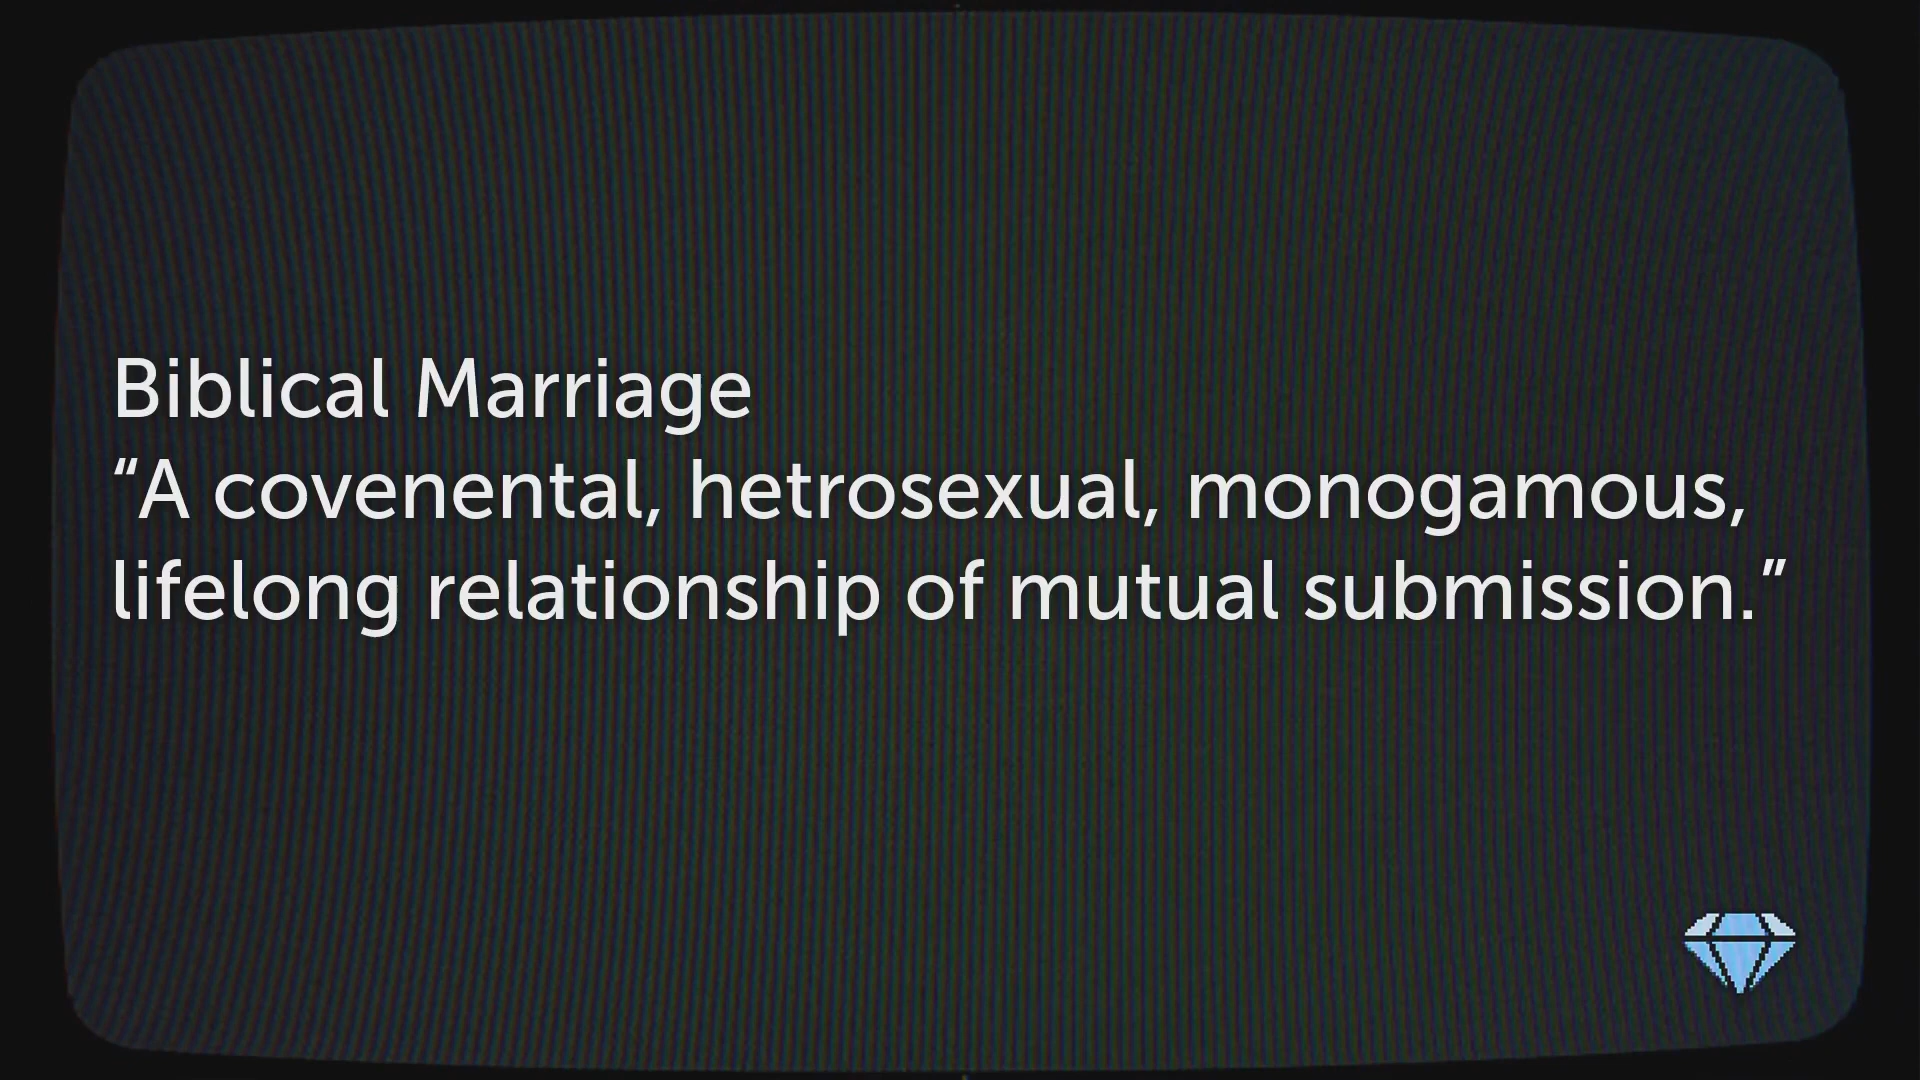 Biblical Marriage
“A covenental, hetrosexual, monogamous,
lifelong relationship of mutual submission.”